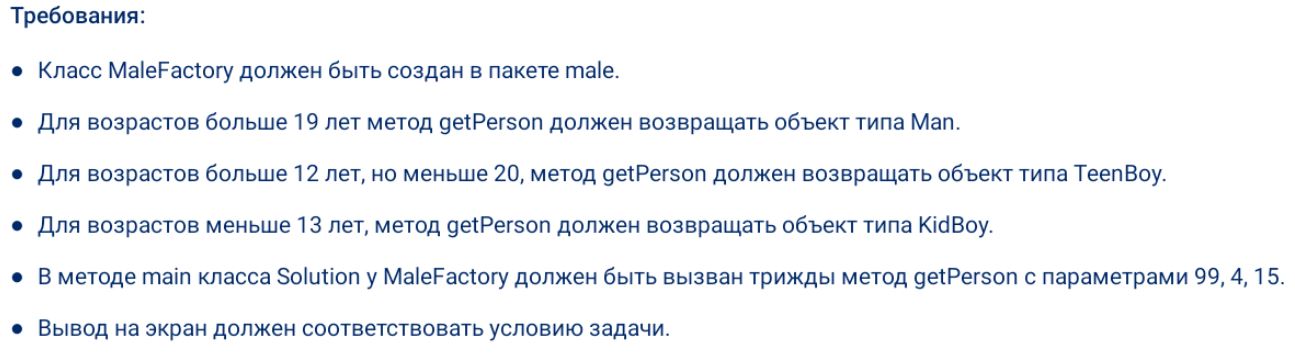 Требования:
● Класс MaleFactory должен быть создан в пакете male.
● Для возрастов больше 19 лет метод getPerson должен возвращать объект типа Man.
● Для возрастов больше 12 лет, но меньше 20, метод getPerson должен возвращать объект типа TeenBoy.
● Для возрастов меньше 13 лет, метод getPerson должен возвращать объект типа KidBoy.
● В методе main класса Solution у MaleFactory должен быть вызван трижды метод getPerson с параметрами 99, 4, 15.
● Вывод на экран должен соответствовать условию задачи.